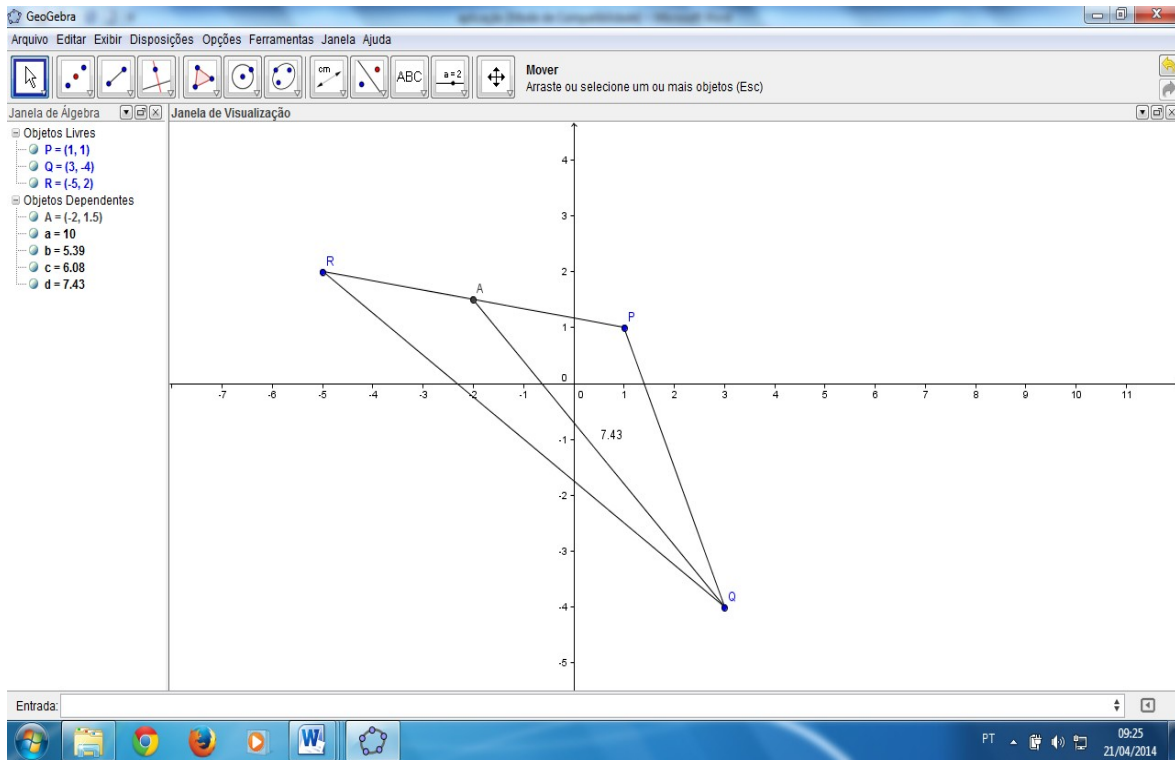 GeoGebra
Arquivo Editar Exibir Disposições Opções Ferramentas Janela Ajuda
cm
ABC
a=2
Mover
Arraste ou selecione um ou mais objetos (Esc)
Janela de Álgebra
Janela de Visualização
Objetos Livres
P = (1, 1)
Q = (3, -4)
R = (-5, 2)
Objetos Dependentes
A = (-2, 1.5)
a = 10
b = 5.39
c = 6.08
d = 7.43
4
3
R
2
A
P
1
0
-7 -6 -5 -4 -3 -2 -1 0 1 2 3 4 5 6 7 8 9 10 11
7.43
-1
-2
-3
Q
-4
-5
Entrada:
W
PT
09:25
21/04/2014